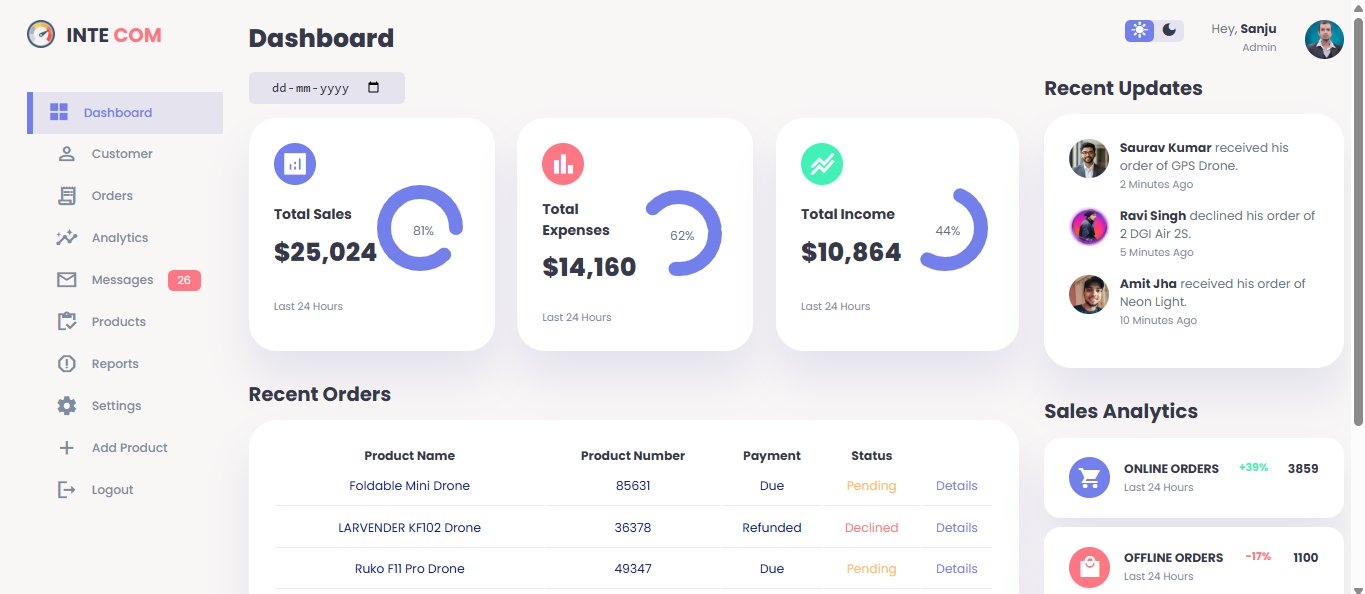 INTE COM
Dashboard
Customer
Orders
Analytics
Messages 26
Products
Reports
Settings
Add Product
Logout
Dashboard
dd-mm-yyyy
Total Sales
$25,024
81%
Last 24 Hours
Total
Expenses
$14,160
62%
Last 24 Hours
Total Income
$10,864
44%
Last 24 Hours
Recent Orders
Product Name Product Number Payment Status
Foldable Mini Drone 85631 Due Pending Details
LARVENDER KF102 Drone 36378 Refunded Declined Details
Ruko F11 Pro Drone 49347 Due Pending Details
Hey, Sanju
Admin
Recent Updates
Saurav Kumar received his
order of GPS Drone.
2 Minutes Ago
Ravi Singh declined his order of
2 DGI Air 2S.
5 Minutes Ago
Amit Jha received his order of
Neon Light.
10 Minutes Ago
Sales Analytics
ONLINE ORDERS +39% 3859
Last 24 Hours
OFFLINE ORDERS -17% 1100
Last 24 Hours